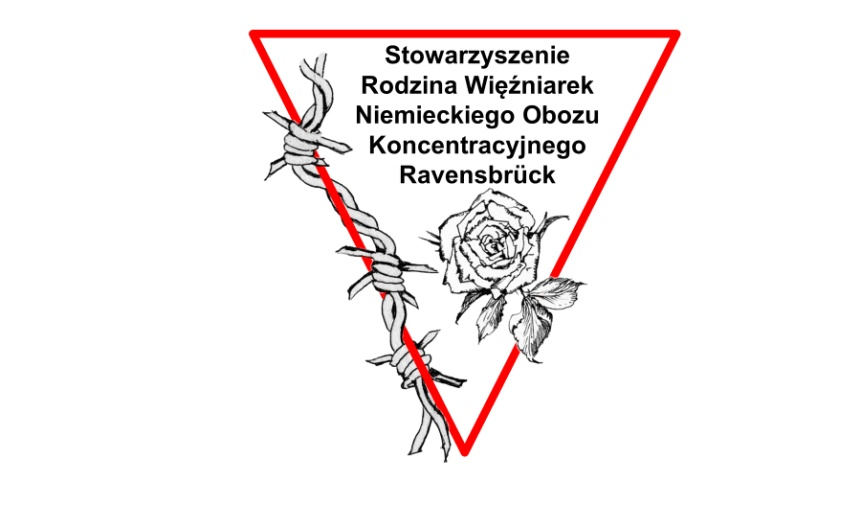 Stowarzyszenie
Rodzina Więźniarek
Niemieckiego Obozu
Koncentracyjnego
Ravensbrück